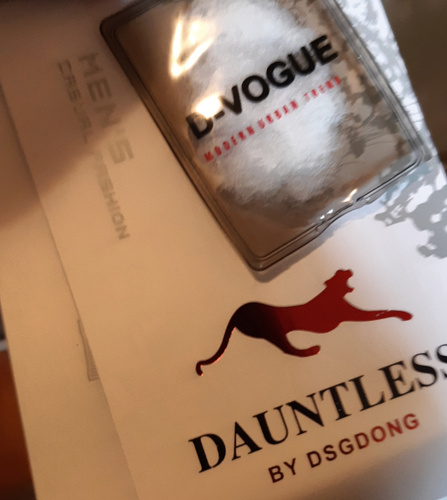 MEN'S
CASUAL FASHION
D-VOGUE
MODERN URBAN TREND
DAUNTLESS
BY DSGDONG